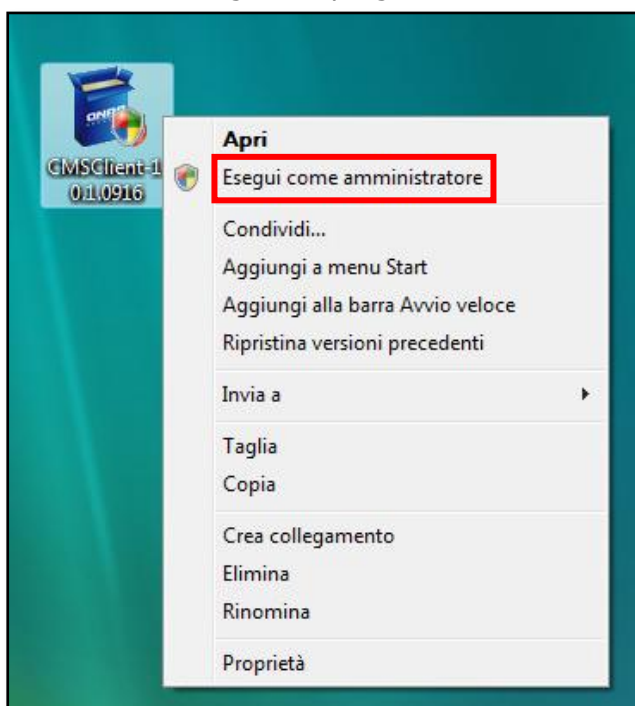 CMSClient-1
0.1.0916
Apri
Esegui come amministratore
Condividi...
Aggiungi a menu Start
Aggiungi alla barra Avvio veloce
Ripristina versioni precedenti
Invia a
Taglia
Copia
Crea collegamento
Elimina
Rinomina
Proprietà